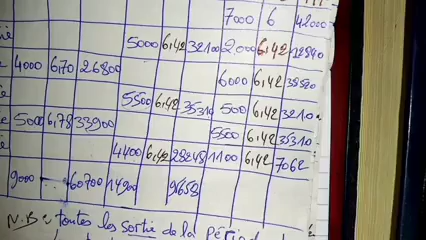 7000 6 42000
5000 6,42 32100 2000 6,42 12840
4000 6,70 26800
6000 6,42 38520
5500 6,42 35310 500 6,42 3210
5000 6,78 33900
5500 6,42 35310
4400 6,42 28248 1100 6,42 7062
9000 - 60700 14900 95658
N.B : toutes les sortie de la période